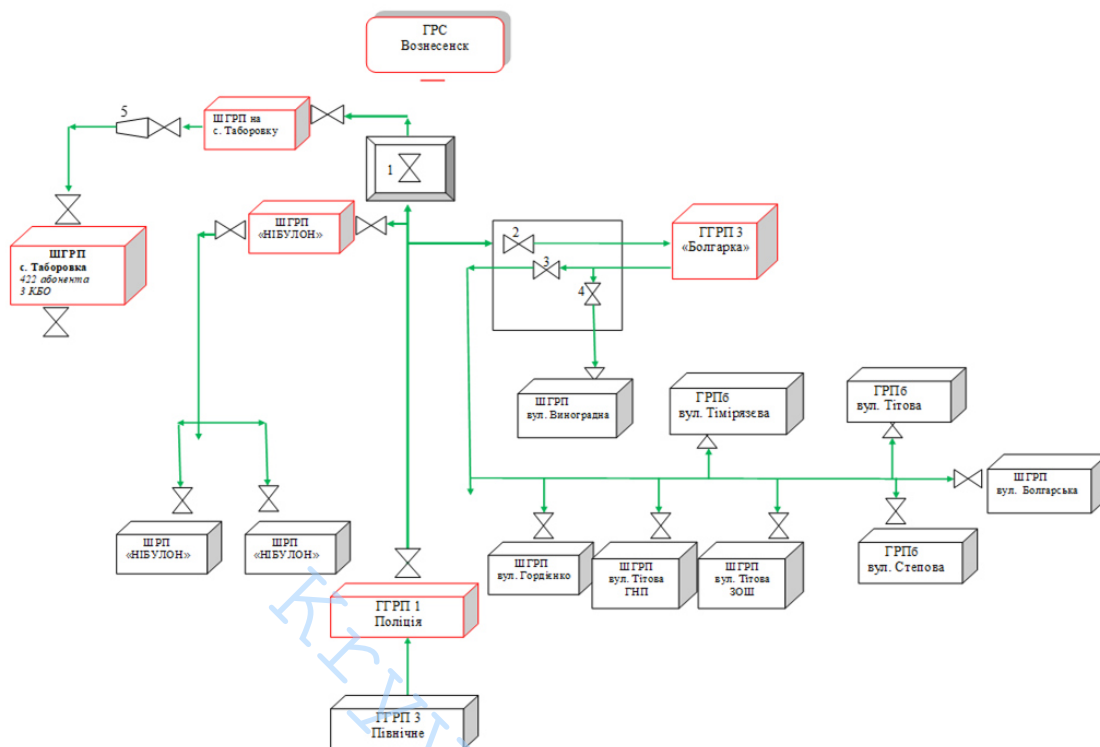 ГРС
Вознесенск
5
ШГРП на
с. Таборовку
1
ШГРП
«НІБУЛОН»
2
ГГРП 3
«Болгарка»
3
4
ШГРП
с. Таборовка
422 абонента
3 КБО
ШГРП
вул. Виноградна
ГРПб
вул. Тімірязєва
ГРПб
вул. Тітова
ШГРП
вул. Болгарська
ШРП
«НІБУЛОН»
ШРП
«НІБУЛОН»
ШГРП
вул. Гордієнко
ШГРП
вул. Тітова
ГНП
ШГРП
вул. Тітова
ЗОШ
ГРПб
вул. Степова
ГГРП 1
Поліція
ГГРП 3
Північне